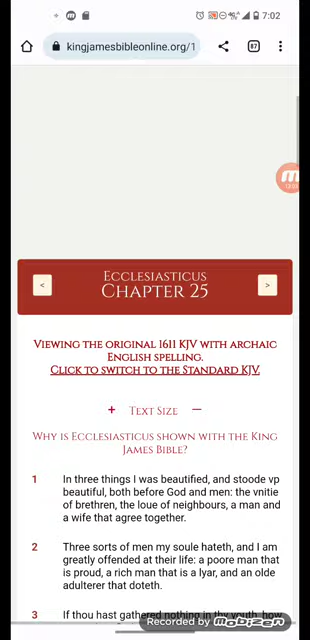 7:02
kingjamesbibleonline.org/1
87
Ecclesiasticus
Chapter 25
< >
Viewing the original 1611 KJV with archaic
English spelling.
Click to switch to the Standard KJV.
+ Text Size —
Why is Ecclesiasticus shown with the King
James Bible?
1 In three things I was beautified, and stoode vp
beautiful, both before God and men: the vnitie
of brethren, the loue of neighbours, a man and
a wife that agree together.
2 Three sorts of men my soule hateth, and I am
greatly offended at their life: a poore man that
is proud, a rich man that is a lyar, and an olde
adulterer that doteth.
3 If thou hast gathered nothing in thy youth, how
Recorded by mobizen